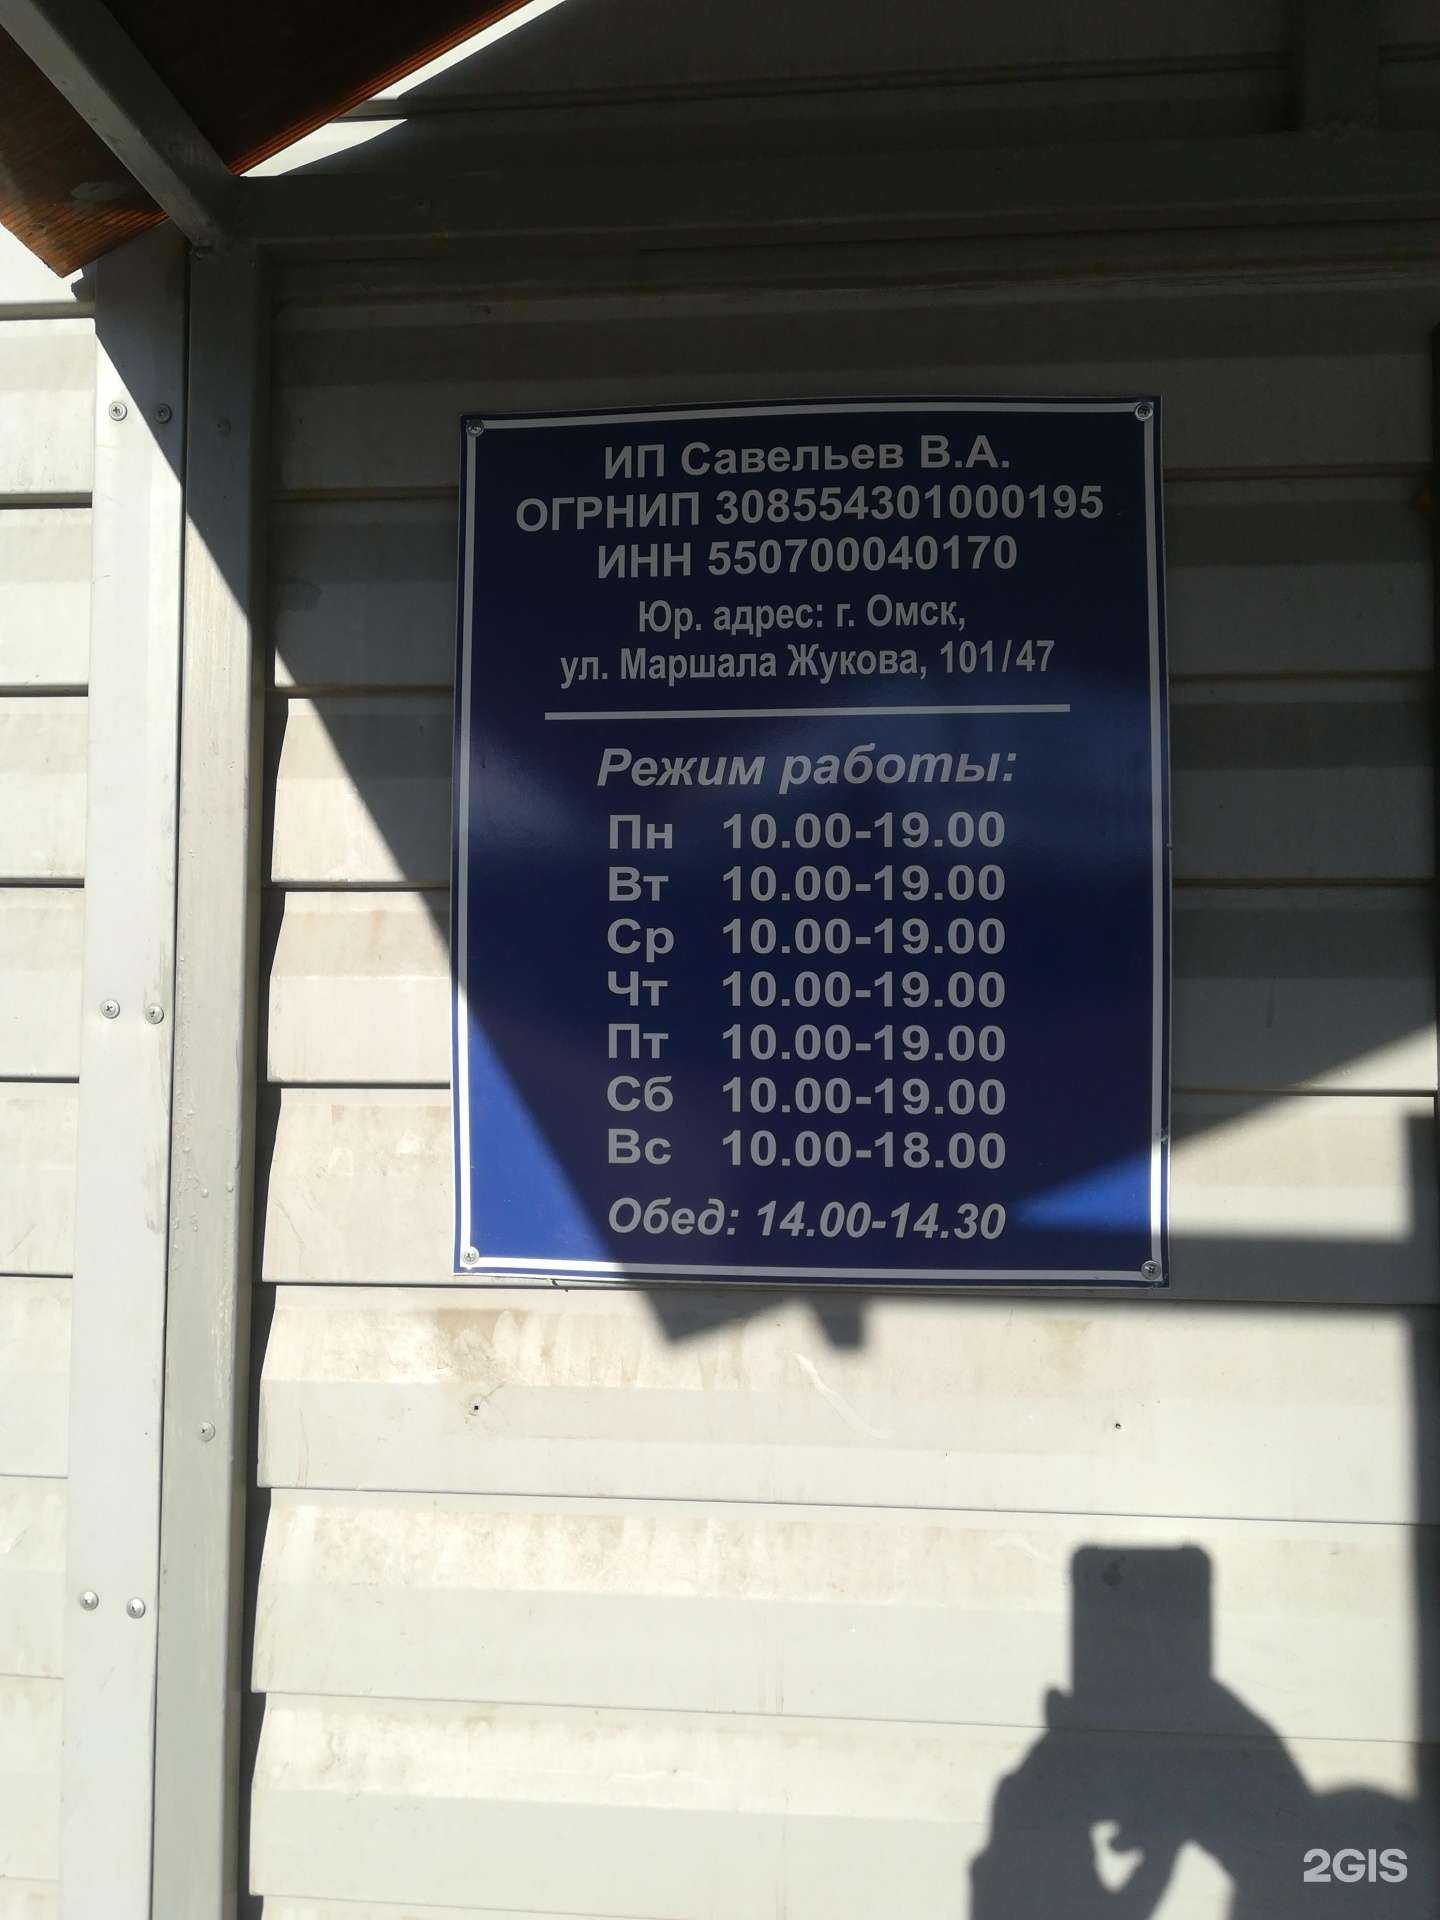 ИП Савельев В.А.
ОГРНИП 308554301000195
ИНН 550700040170
Юр. адрес: г. Омск,
ул. Маршала Жукова, 101/47
Режим работы:
Пн 10.00-19.00
Вт 10.00-19.00
Ср 10.00-19.00
Чт 10.00-19.00
Пт 10.00-19.00
Сб 10.00-19.00
Вс 10.00-18.00
Обед: 14.00-14.30
2GIS